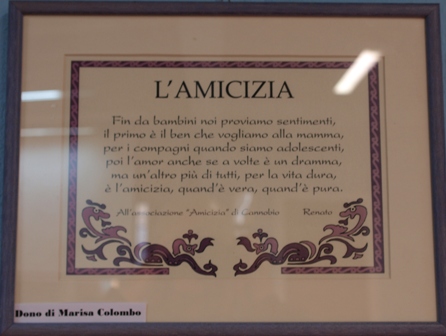 L'AMICIZIA
Fin da bambini noi proviamo sentimenti,
il primo è il ben che vogliamo alla mamma,
per i compagni quando siamo adolescenti,
poi l'amor anche se a volte è un dramma,
ma un'altro più di tutti, per la vita dura,
è l'amicizia, quand'è vera, quand'è pura.
All'associazione "Amicizia" di Cannobio Renato
Dono di Marisa Colombo